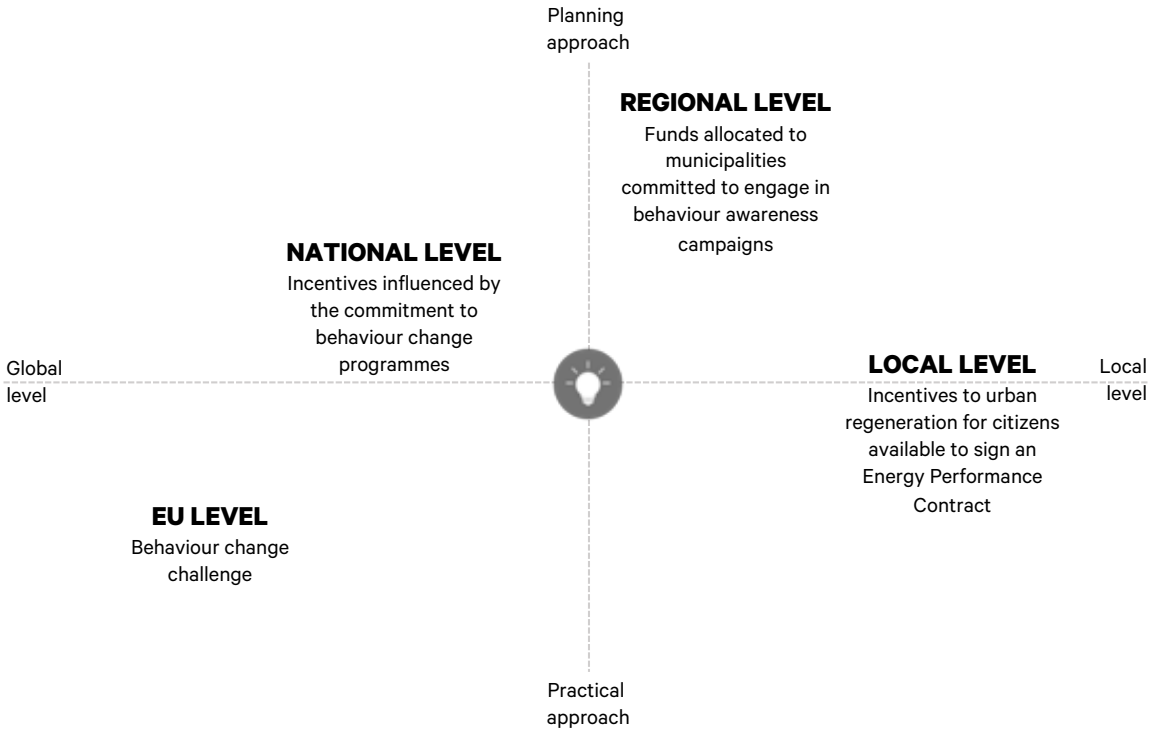 Planning
approach
REGIONAL LEVEL
Funds allocated to
municipalities
committed to engage in
behaviour awareness
campaigns
NATIONAL LEVEL
Incentives influenced by
the commitment to
behaviour change
programmes
Global
level
LOCAL LEVEL
Incentives to urban
regeneration for citizens
available to sign an
Energy Performance
Contract
Local
level
EU LEVEL
Behaviour change
challenge
Practical
approach